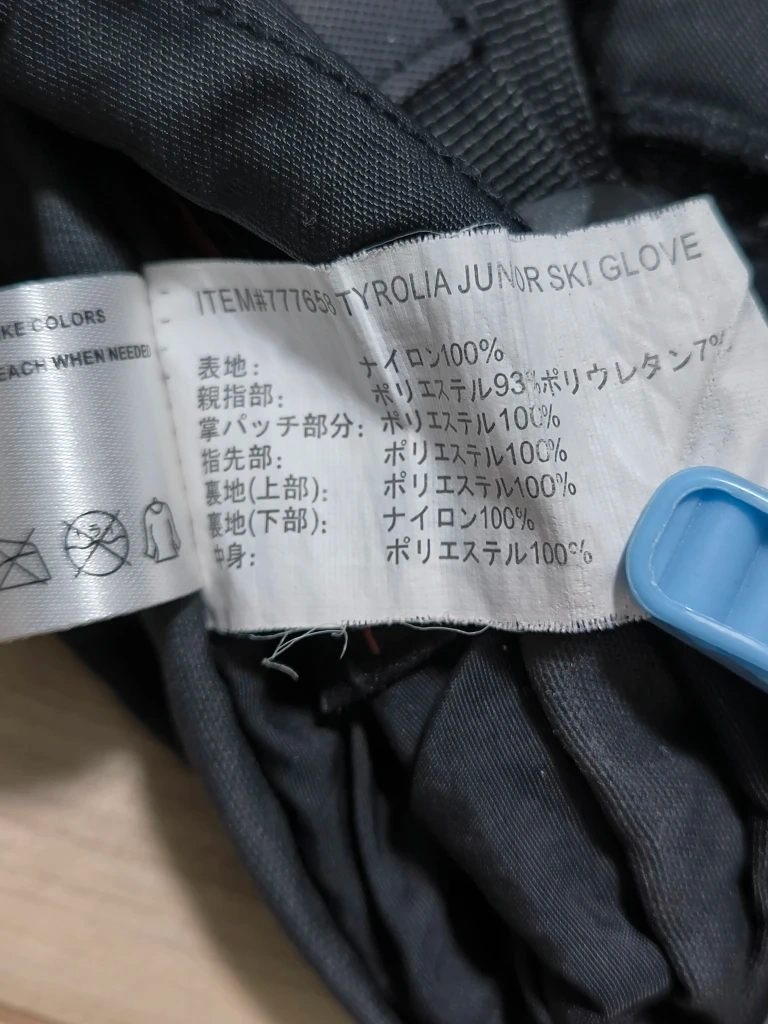 COLORS
WHEN NEEDED
ITEM#777658 TYROLIA JUNIOR SKI GLOVE
表地: ナイロン100%
親指部: ポリエステル93%ポリウレタン7%
掌パッチ部分: ポリエステル100%
指先部: ポリエステル100%
裏地(上部): ポリエステル100%
裏地(下部): ナイロン100%
中身: ポリエステル100%